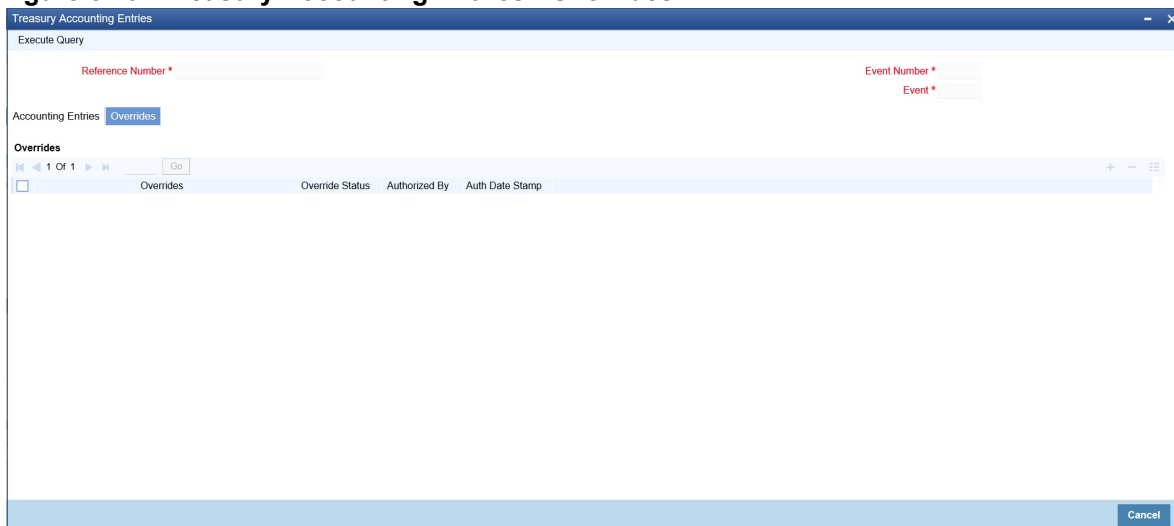 Treasury Accounting Entries
Execute Query
Reference Number * Event Number *
Event *
Accounting Entries Overrides
Overrides
1 Of 1 Go
Overrides Override Status Authorized By Auth Date Stamp
Cancel